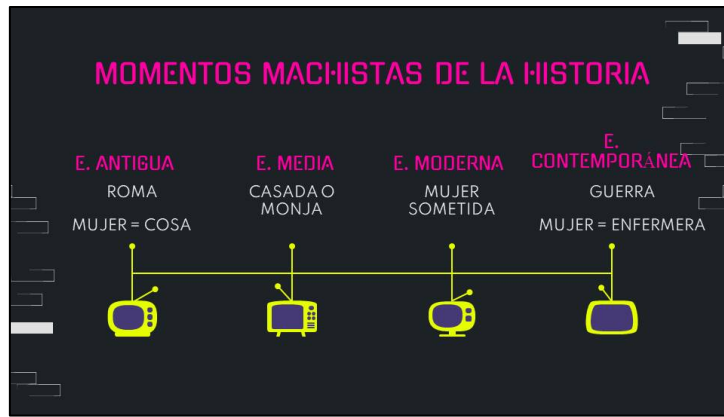 MOMENTOS MACHISTAS DE LA HISTORIA
E. ANTIGUA
ROMA
MUJER = COSA
E. MEDIA
CASADA O
MONJA
E. MODERNA
MUJER
SOMETIDA
E.
CONTEMPORÁNEA
GUERRA
MUJER = ENFERMERA